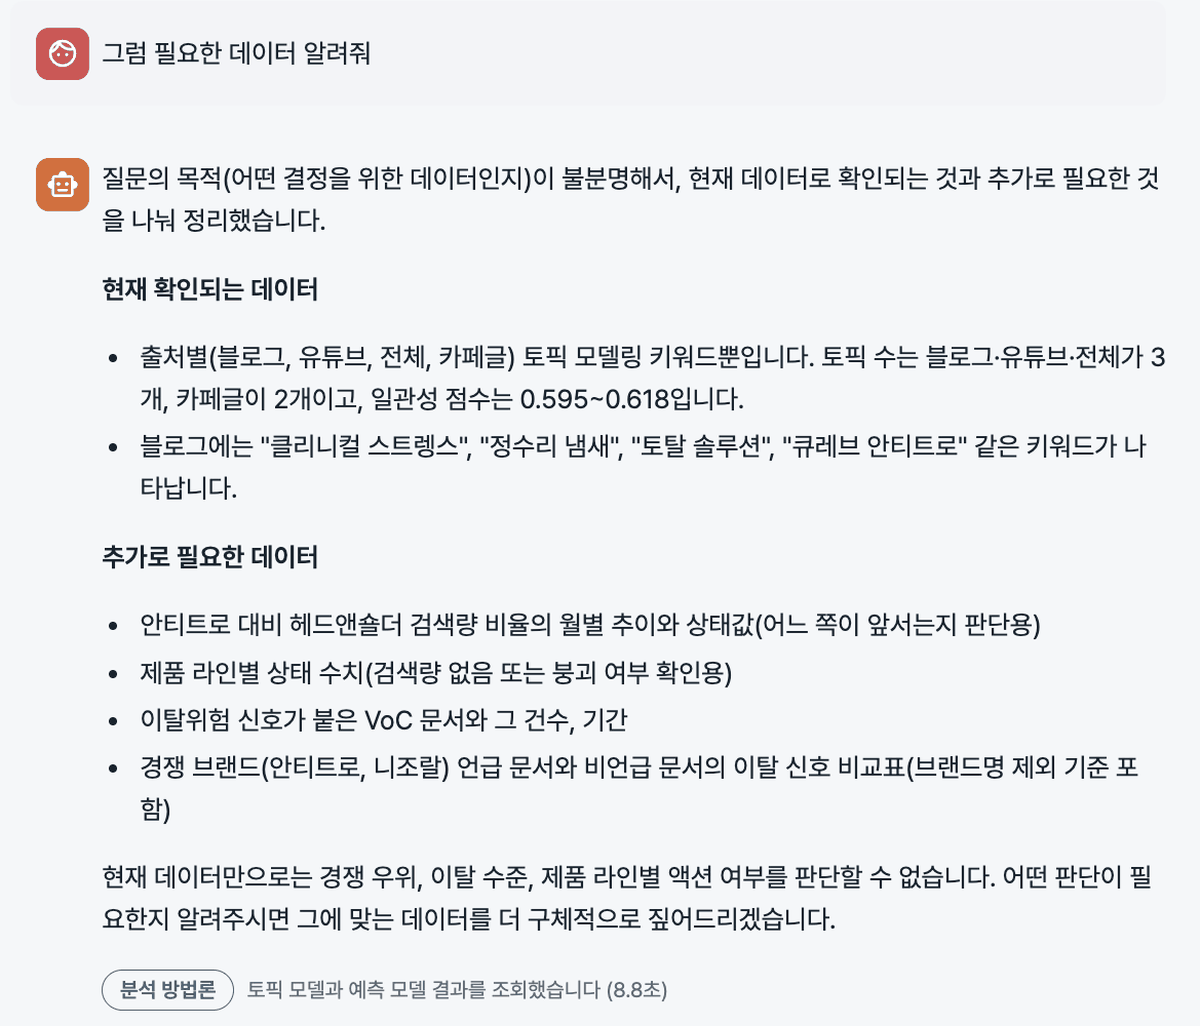 그럼 필요한 데이터 알려줘
질문의 목적(어떤 결정을 위한 데이터인지)이 불분명해서, 현재 데이터로 확인되는 것과 추가로 필요한 것
을 나눠 정리했습니다.
현재 확인되는 데이터
• 출처별(블로그, 유튜브, 전체, 카페글) 토픽 모델링 키워드뿐입니다. 토픽 수는 블로그·유튜브·전체가 3
개, 카페글이 2개이고, 일관성 점수는 0.595~0.618입니다.
• 블로그에는 "클리니컬 스트렝스", "정수리 냄새", "토탈 솔루션", "큐레브 안티트로" 같은 키워드가 나
타납니다.
추가로 필요한 데이터
• 안티트로 대비 헤드앤숄더 검색량 비율의 월별 추이와 상태값(어느 쪽이 앞서는지 판단용)
• 제품 라인별 상태 수치(검색량 없음 또는 붕괴 여부 확인용)
• 이탈위험 신호가 붙은 VoC 문서와 그 건수, 기간
• 경쟁 브랜드(안티트로, 니조랄) 언급 문서와 비언급 문서의 이탈 신호 비교표(브랜드명 제외 기준 포
함)
현재 데이터만으로는 경쟁 우위, 이탈 수준, 제품 라인별 액션 여부를 판단할 수 없습니다. 어떤 판단이 필
요한지 알려주시면 그에 맞는 데이터를 더 구체적으로 짚어드리겠습니다.
분석 방법론 토픽 모델과 예측 모델 결과를 조회했습니다 (8.8초)